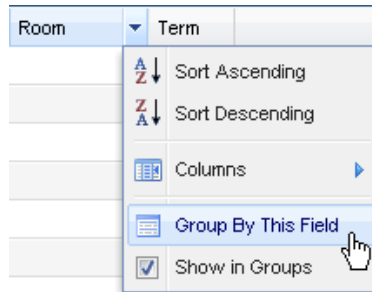 Room Term
Sort Ascending
Sort Descending
Columns
Group By This Field
Show in Groups